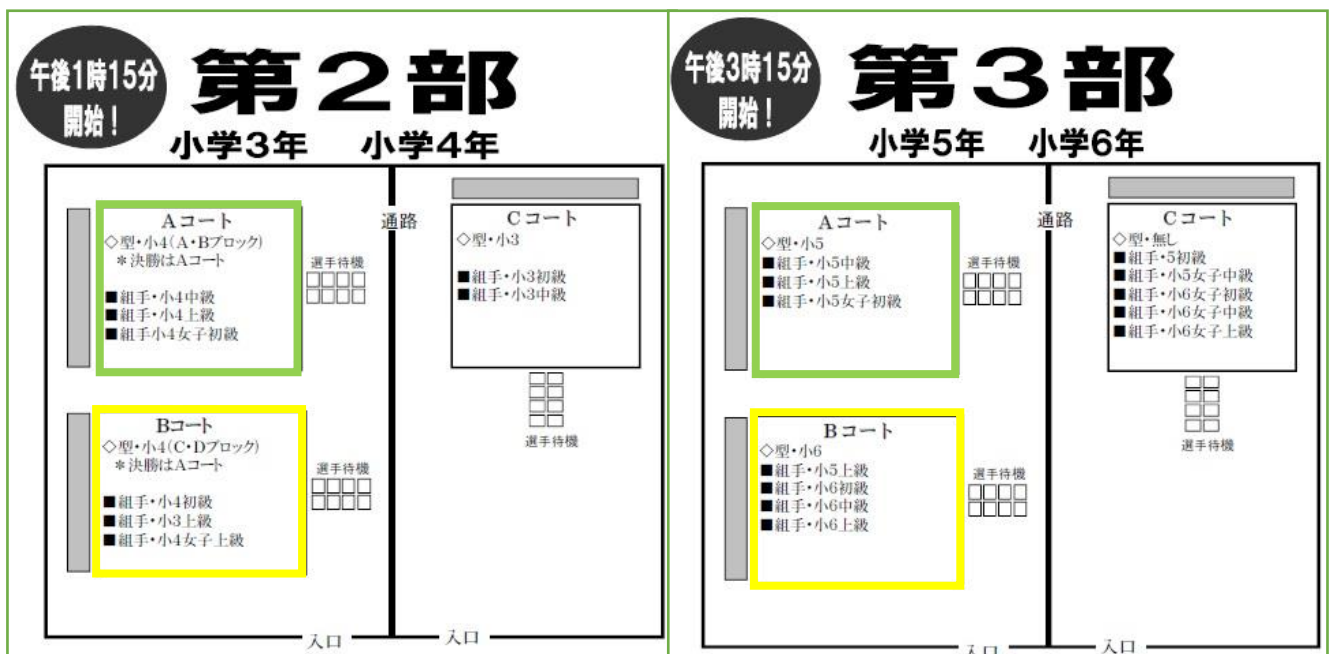 午後1時15分
開始！
第２部
小学3年　小学4年
Aコート
◇型・小4(A・Bブロック)
＊決勝はAコート
■組手・小4中級
■組手・小4上級
■組手小4女子初級
選手待機
Bコート
◇型・小4(C・Dブロック)
＊決勝はAコート
■組手・小4初級
■組手・小3上級
■組手・小4女子上級
選手待機
通路
Cコート
◇型・小3
■組手・小3初級
■組手・小3中級
選手待機
入口
入口
午後3時15分
開始！
第３部
小学5年　小学6年
Aコート
◇型・小5
■組手・小5中級
■組手・小5上級
■組手・小5女子初級
選手待機
Bコート
◇型・小6
■組手・小5上級
■組手・小6初級
■組手・小6中級
■組手・小6上級
選手待機
通路
Cコート
◇型・無し
■組手・5初級
■組手・小5女子中級
■組手・小6女子初級
■組手・小6女子中級
■組手・小6女子上級
選手待機
入口
入口